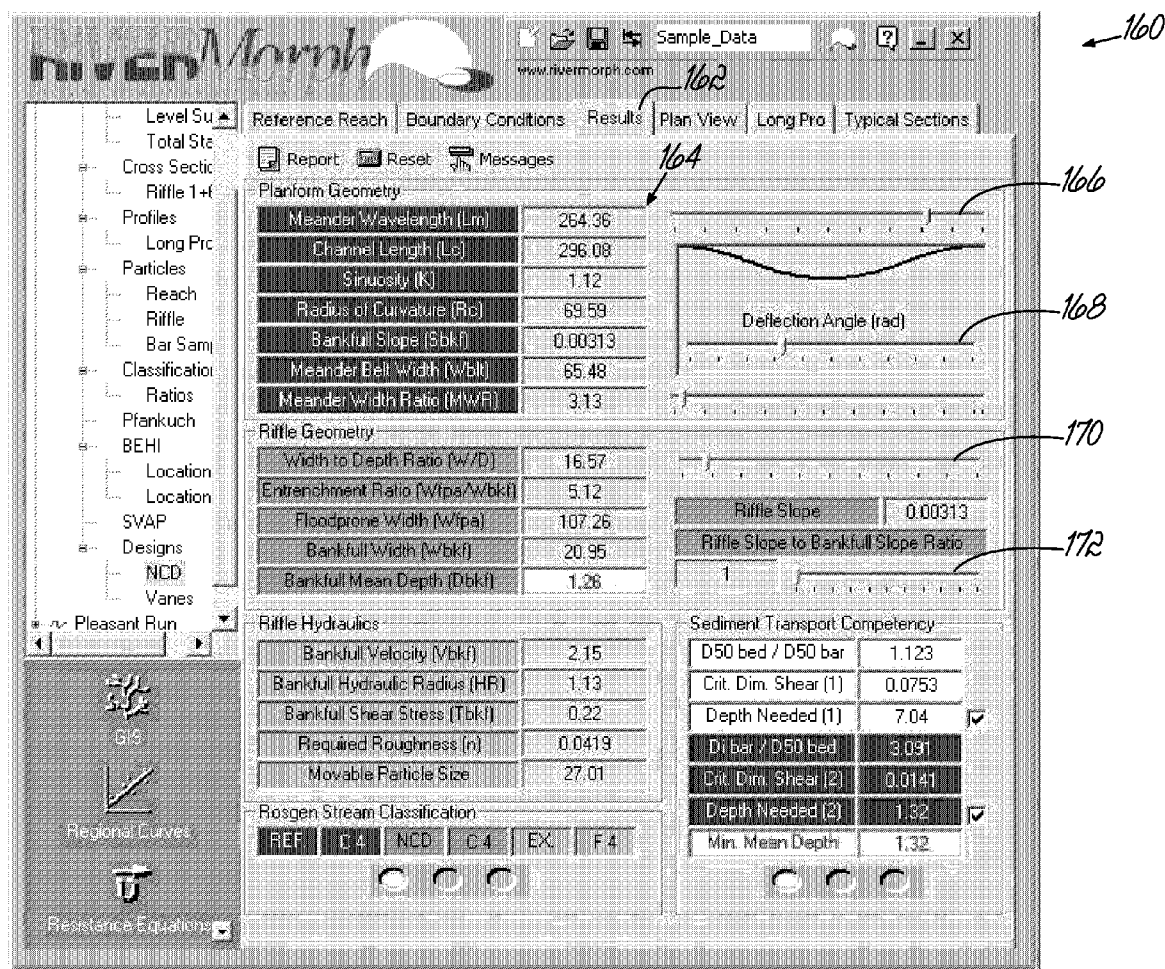 160
RIVERMorph
Sample_Data
www.rivermorph.com
162
Level Su
Total Sta
Cross Sectio
Riffle 1+
Profiles
Long Pro
Particles
Reach
Riffle
Bar Samp
Classification
Ratios
Pfankuch
BEHI
Location
Location
SVAP
Designs
NCD
Vanes
Pleasant Run
GIS
Regional Curves
Resistance Equations
Reference Reach Boundary Conditions Results Plan View Long Pro Typical Sections
Report Reset Messages
164
Planform Geometry
166
Meander Wavelength (Lm) 264.36
Channel Length (Lc) 296.08
Sinuosity (K) 1.12
Radius of Curvature (Rc) 69.59
Bankfull Slope (Sbkf) 0.00313
Meander Belt Width (Wblt) 65.48
Meander Width Ratio (MWR) 3.13
Deflection Angle (rad)
168
Riffle Geometry
170
Width to Depth Ratio (W/D) 16.57
Entrenchment Ratio (Wfpa/Wbkf) 5.12
Floodprone Width (Wfpa) 107.26
Bankfull Width (Wbkf) 20.95
Bankfull Mean Depth (Dbkf) 1.26
Riffle Slope 0.00313
Riffle Slope to Bankfull Slope Ratio
1
172
Riffle Hydraulics
Bankfull Velocity (Vbkf) 2.15
Bankfull Hydraulic Radius (HR) 1.13
Bankfull Shear Stress (Tbkf) 0.22
Required Roughness (n) 0.0419
Movable Particle Size 27.01
Rosgen Stream Classification
REF C 4 NCD C 4 EX. F 4
Sediment Transport Competency
D50 bed / D50 bar 1.123
Crit. Dim. Shear (1) 0.0753
Depth Needed (1) 7.04
Di bar / D50 bed 3.091
Crit. Dim. Shear (2) 0.0141
Depth Needed (2) 1.32
Min. Mean Depth 1.32